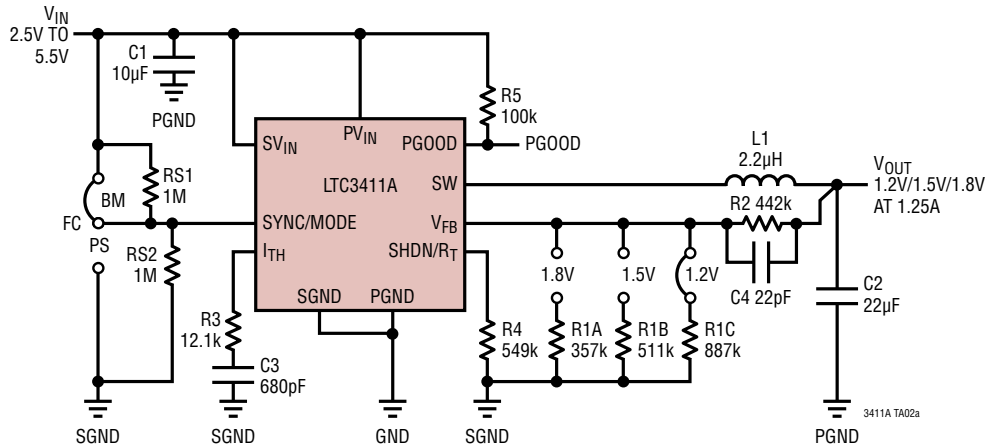 VIN
2.5V TO
5.5V
C1
10µF
PGND
R5
100k
PVIN
SVIN
PGOOD
PGOOD
LTC3411A
SW
L1
2.2µH
VOUT
1.2V/1.5V/1.8V
AT 1.25A
RS1
1M
BM
FC
PS
SYNC/MODE
VFB
R2 442k
RS2
1M
ITH
SHDN/RT
1.8V
1.5V
1.2V
C4 22pF
C2
22µF
SGND
PGND
R3
12.1k
R4
549k
R1A
357k
R1B
511k
R1C
887k
C3
680pF
3411A TA02a
SGND
SGND
GND
SGND
PGND